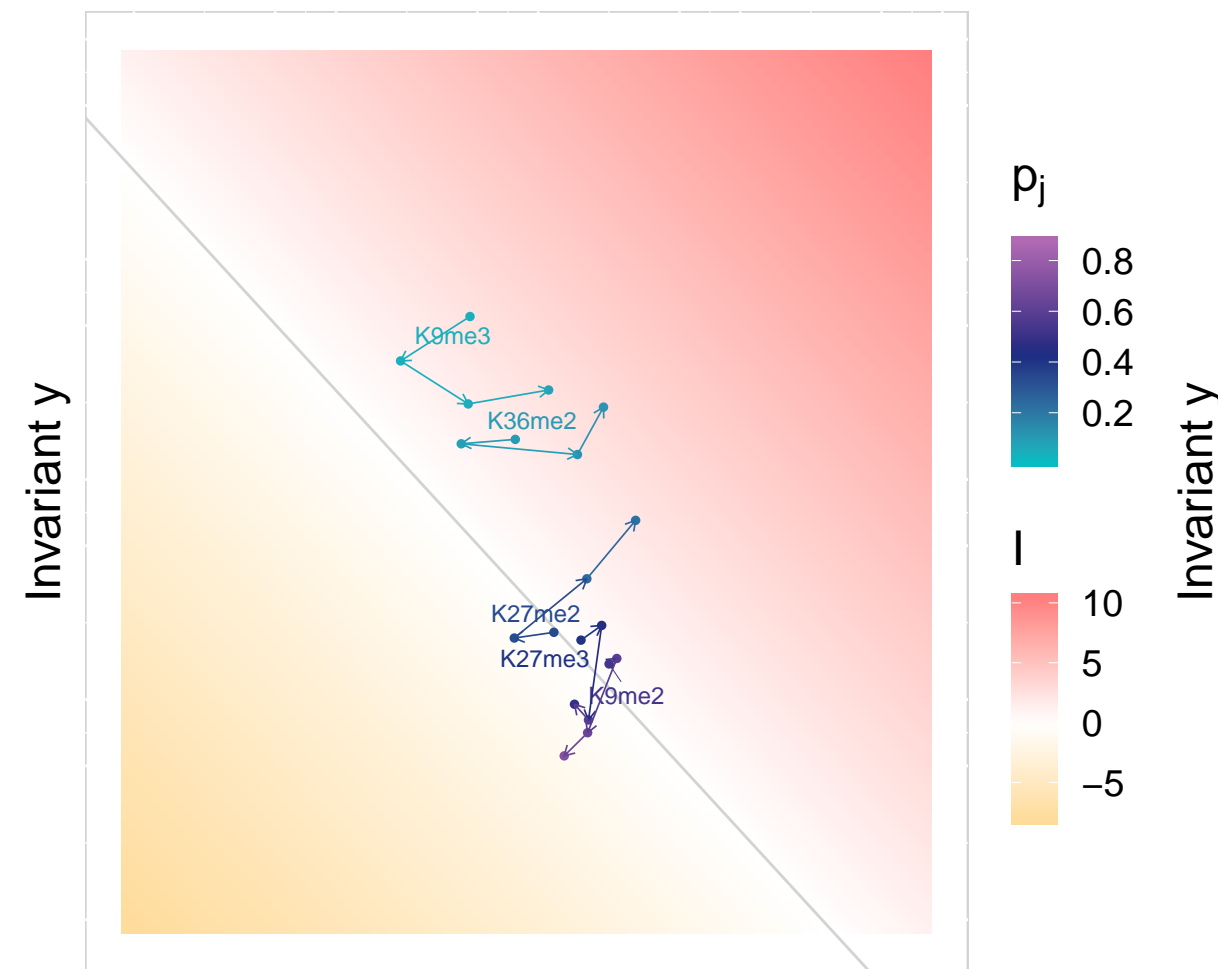 Invariant y
K9me3
K36me2
K27me2
K27me3
K9me2
pj
0.8
0.6
0.4
0.2
I
10
5
0
−5
Invariant y